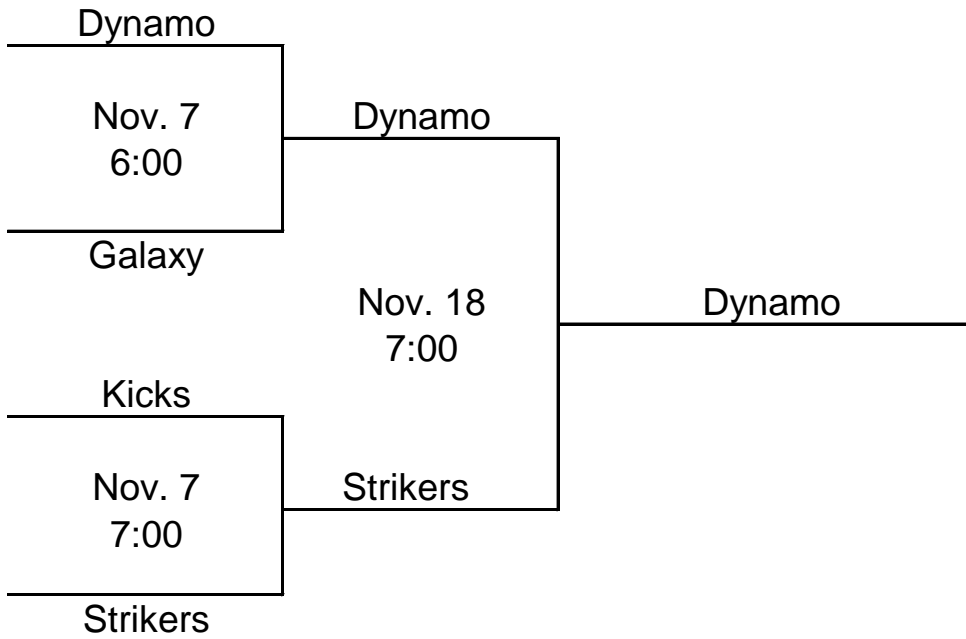 Dynamo
Nov. 7
6:00
Galaxy
Kicks
Nov. 7
7:00
Strikers
Dynamo
Nov. 18
7:00
Strikers
Dynamo